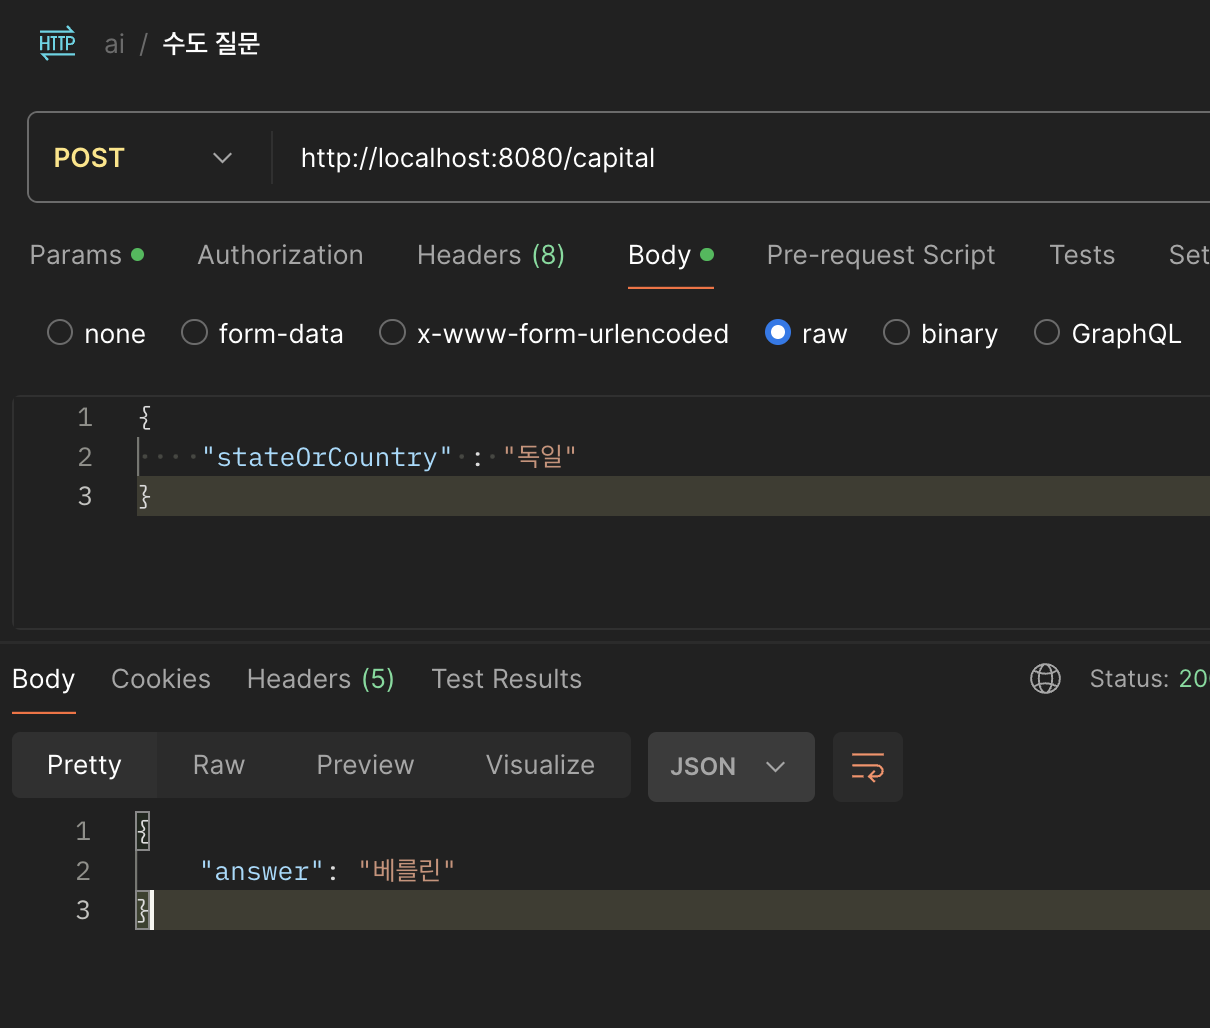 HTTP ai / 수도 질문
POST http://localhost:8080/capital
Params Authorization Headers (8) Body Pre-request Script Tests Set
none form-data x-www-form-urlencoded raw binary GraphQL
1 {
2 "stateOrCountry" : "독일"
3 }
Body Cookies Headers (5) Test Results Status: 200
Pretty Raw Preview Visualize JSON
1 {
2 "answer": "베를린"
3 }